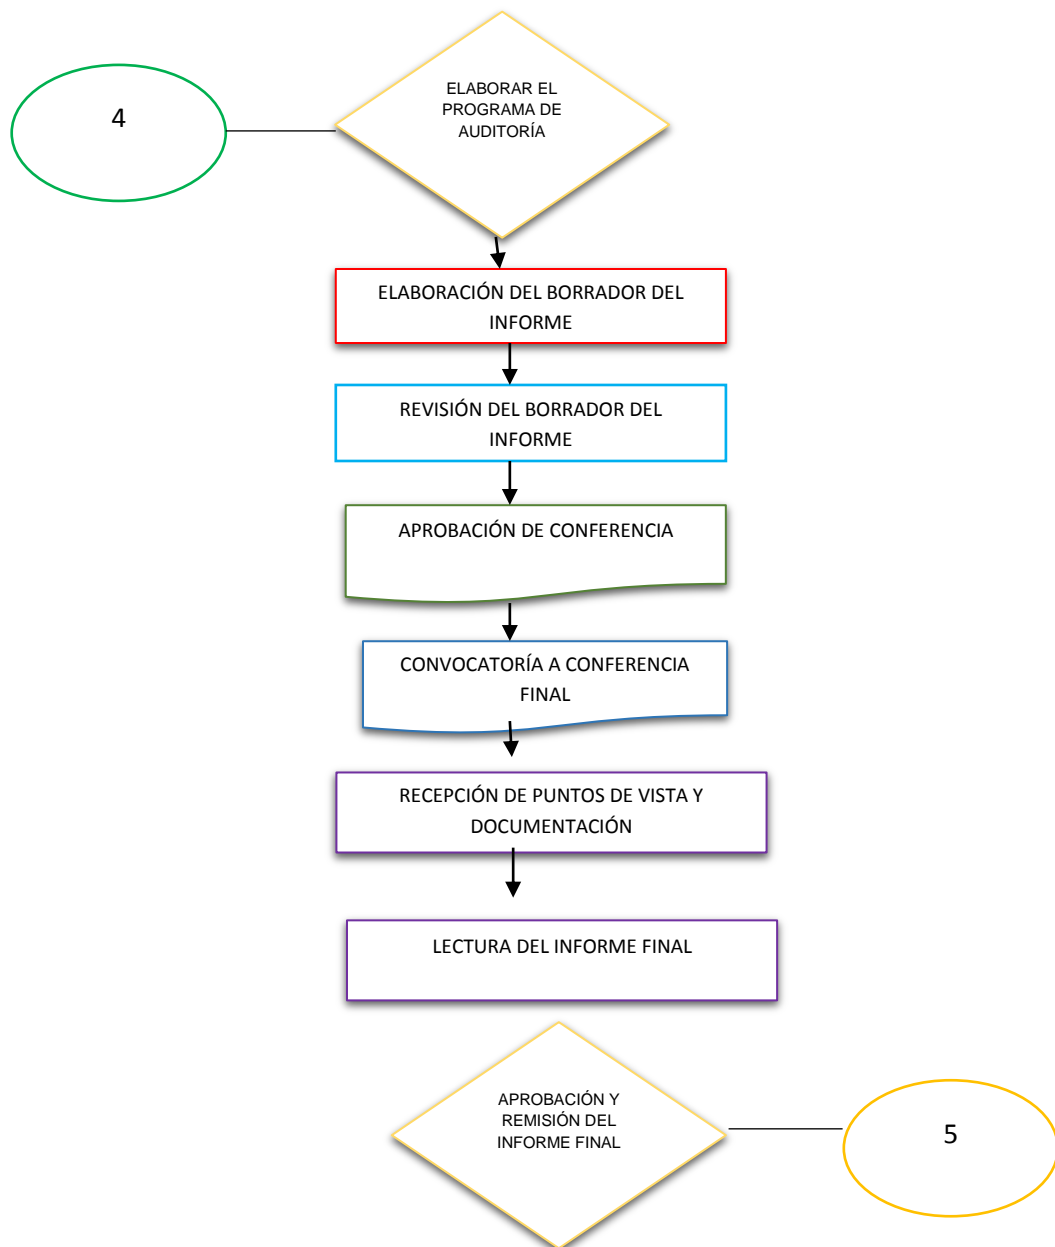 4
ELABORAR EL
PROGRAMA DE
AUDITORÍA
ELABORACIÓN DEL BORRADOR DEL
INFORME
REVISIÓN DEL BORRADOR DEL
INFORME
APROBACIÓN DE CONFERENCIA
CONVOCATORÍA A CONFERENCIA
FINAL
RECEPCIÓN DE PUNTOS DE VISTA Y
DOCUMENTACIÓN
LECTURA DEL INFORME FINAL
APROBACIÓN Y
REMISIÓN DEL
INFORME FINAL
5